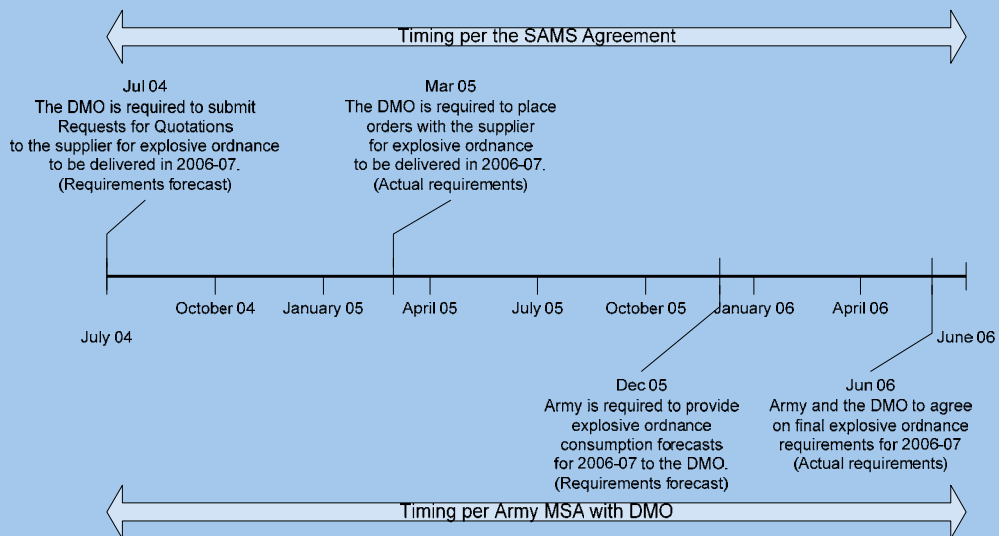 Timing per the SAMS Agreement
Jul 04
The DMO is required to submit
Requests for Quotations
to the supplier for explosive ordnance
to be delivered in 2006-07.
(Requirements forecast)
Mar 05
The DMO is required to place
orders with the supplier
for explosive ordnance
to be delivered in 2006-07.
(Actual requirements)
October 04
January 05
April 05
July 05
October 05
January 06
April 06
July 04
June 06
Dec 05
Army is required to provide
explosive ordnance
consumption forecasts
for 2006-07 to the DMO.
(Requirements forecast)
Jun 06
Army and the DMO to agree
on final explosive ordnance
requirements for 2006-07
(Actual requirements)
Timing per Army MSA with DMO